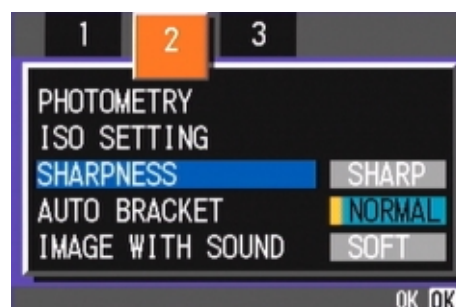 1 2 3
PHOTOMETRY
ISO SETTING
SHARPNESS SHARP
AUTO BRACKET NORMAL
IMAGE WITH SOUND SOFT
OK OK